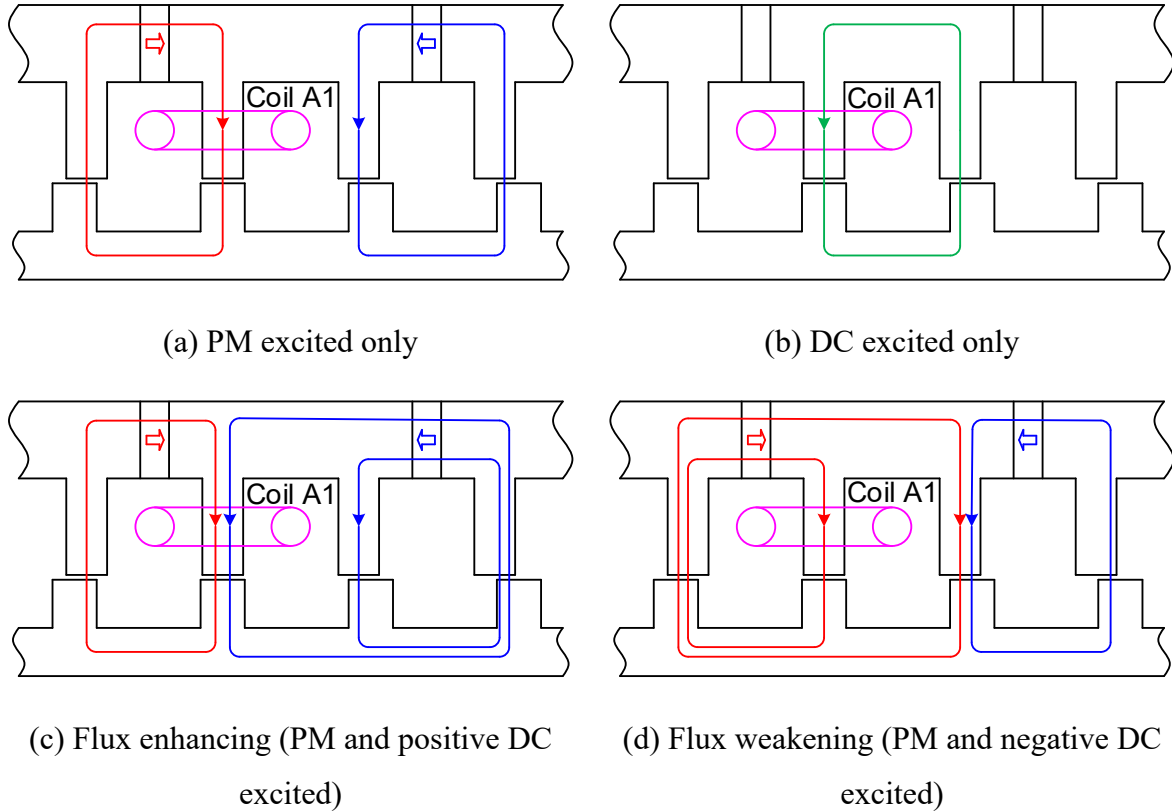 Coil A1
Coil A1
(a) PM excited only
(b) DC excited only
Coil A1
Coil A1
(c) Flux enhancing (PM and positive DC
excited)
(d) Flux weakening (PM and negative DC
excited)